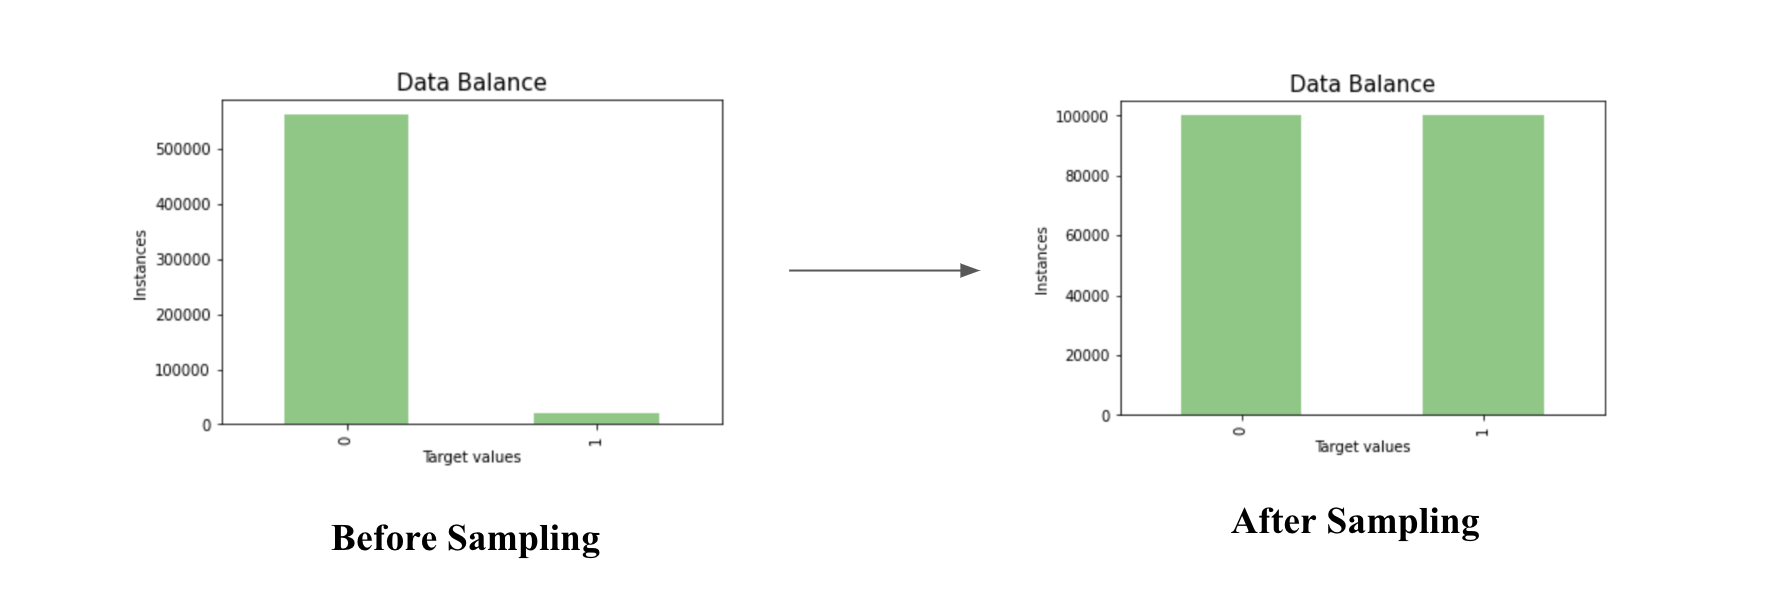 Data Balance
500000
400000
300000
200000
100000
0
Instances
0
1
Target values
Before Sampling
Data Balance
100000
80000
60000
40000
20000
0
Instances
0
1
Target values
After Sampling